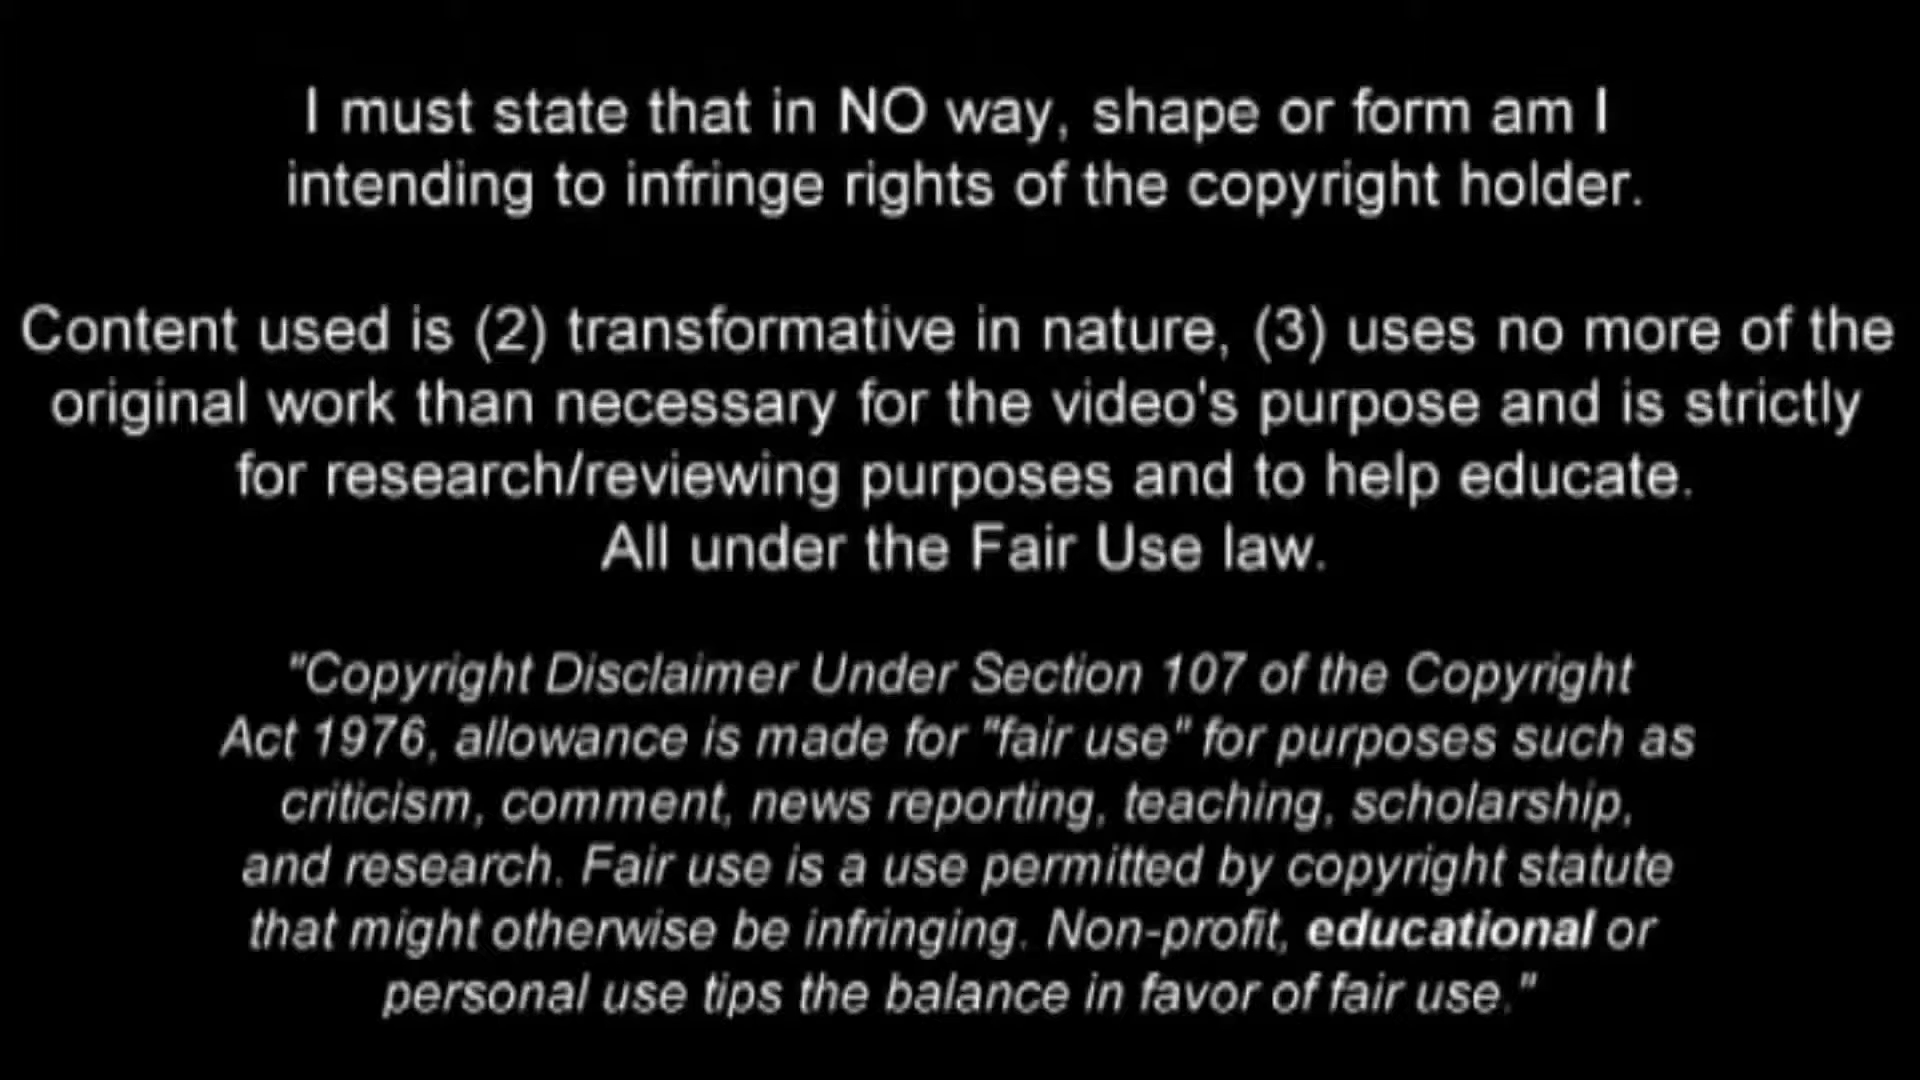 I must state that in NO way, shape or form am I
intending to infringe rights of the copyright holder.
Content used is (2) transformative in nature, (3) uses no more of the
original work than necessary for the video's purpose and is strictly
for research/reviewing purposes and to help educate.
All under the Fair Use law.
"Copyright Disclaimer Under Section 107 of the Copyright
Act 1976, allowance is made for "fair use" for purposes such as
criticism, comment, news reporting, teaching, scholarship,
and research. Fair use is a use permitted by copyright statute
that might otherwise be infringing. Non-profit, educational or
personal use tips the balance in favor of fair use."